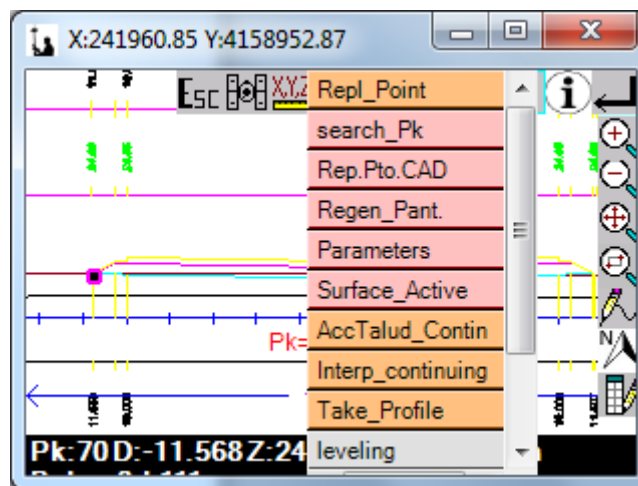 X:241960.85 Y:4158952.87
ESC
X,Y,Z
Repl_Point
i
search_Pk
Rep.Pto.CAD
Regen_Pant.
Parameters
Surface_Active
AccTalud_Contin
Pk=
N
Interp_continuing
Take_Profile
Pk:70 D:-11.568 Z:24
leveling